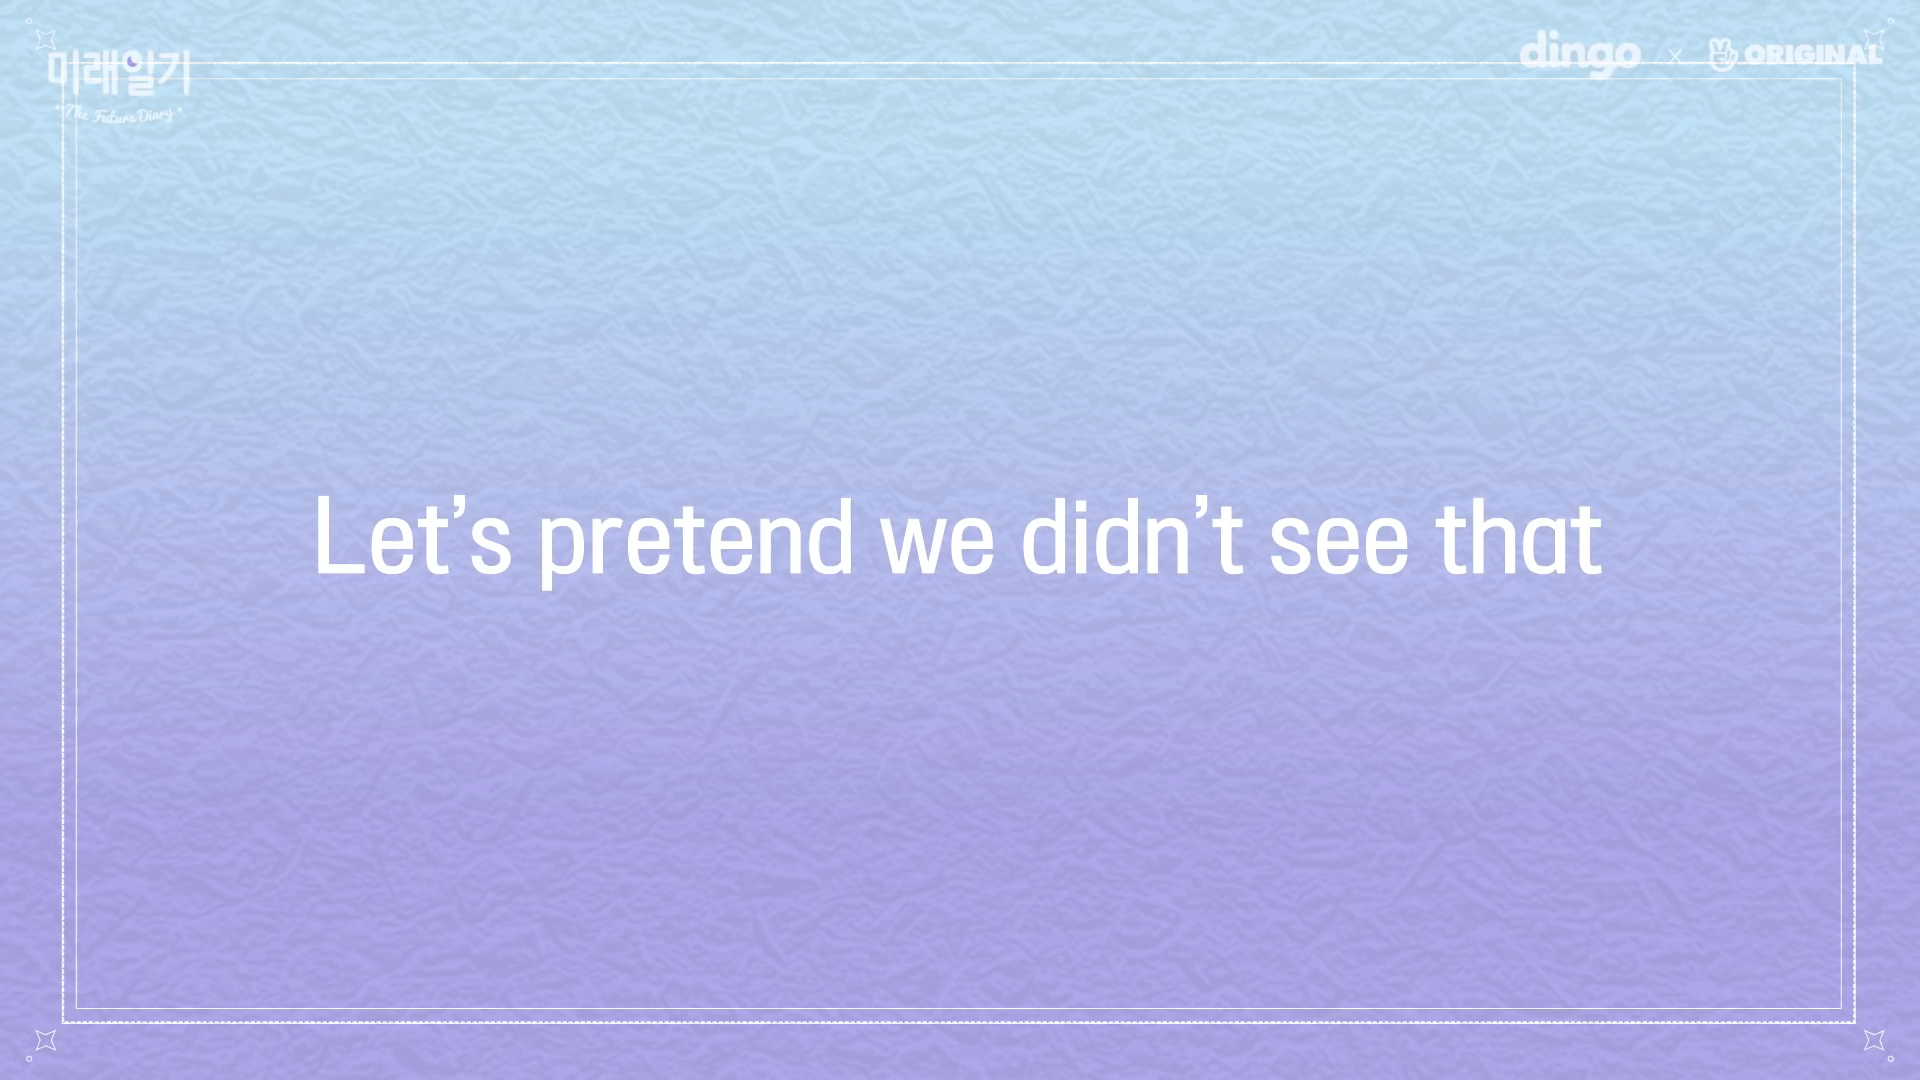 미래일기
The Future Diary
dingo × ORIGINAL
Let’s pretend we didn’t see that